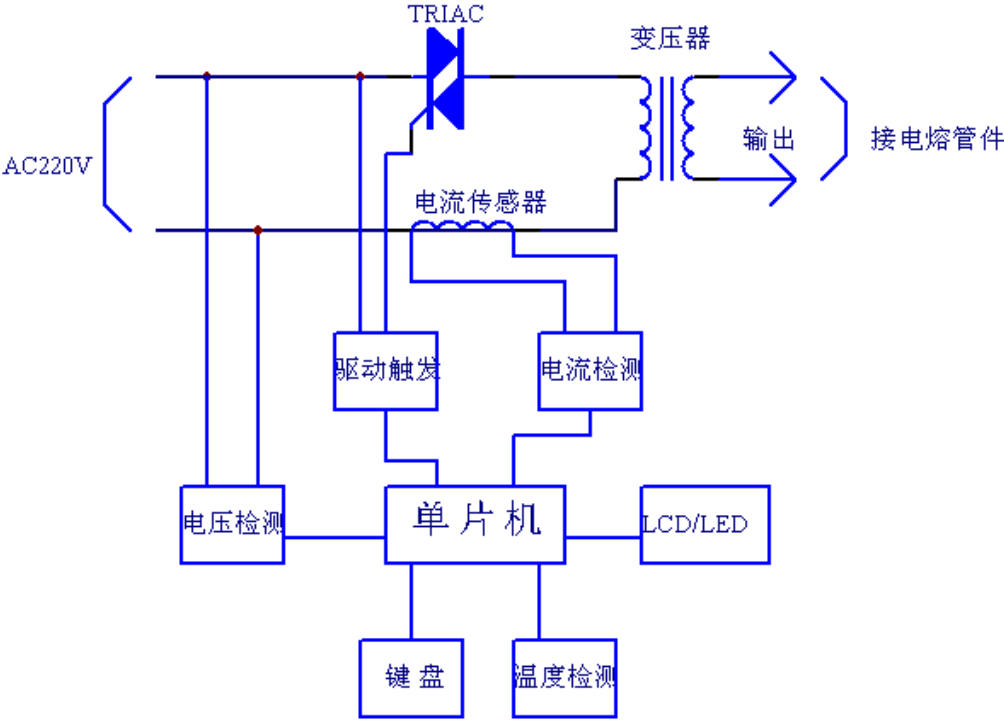 TRIAC
变压器
AC220V
输出
接电熔管件
电流传感器
驱动触发
电流检测
电压检测
单片机
LCD/LED
键盘
温度检测